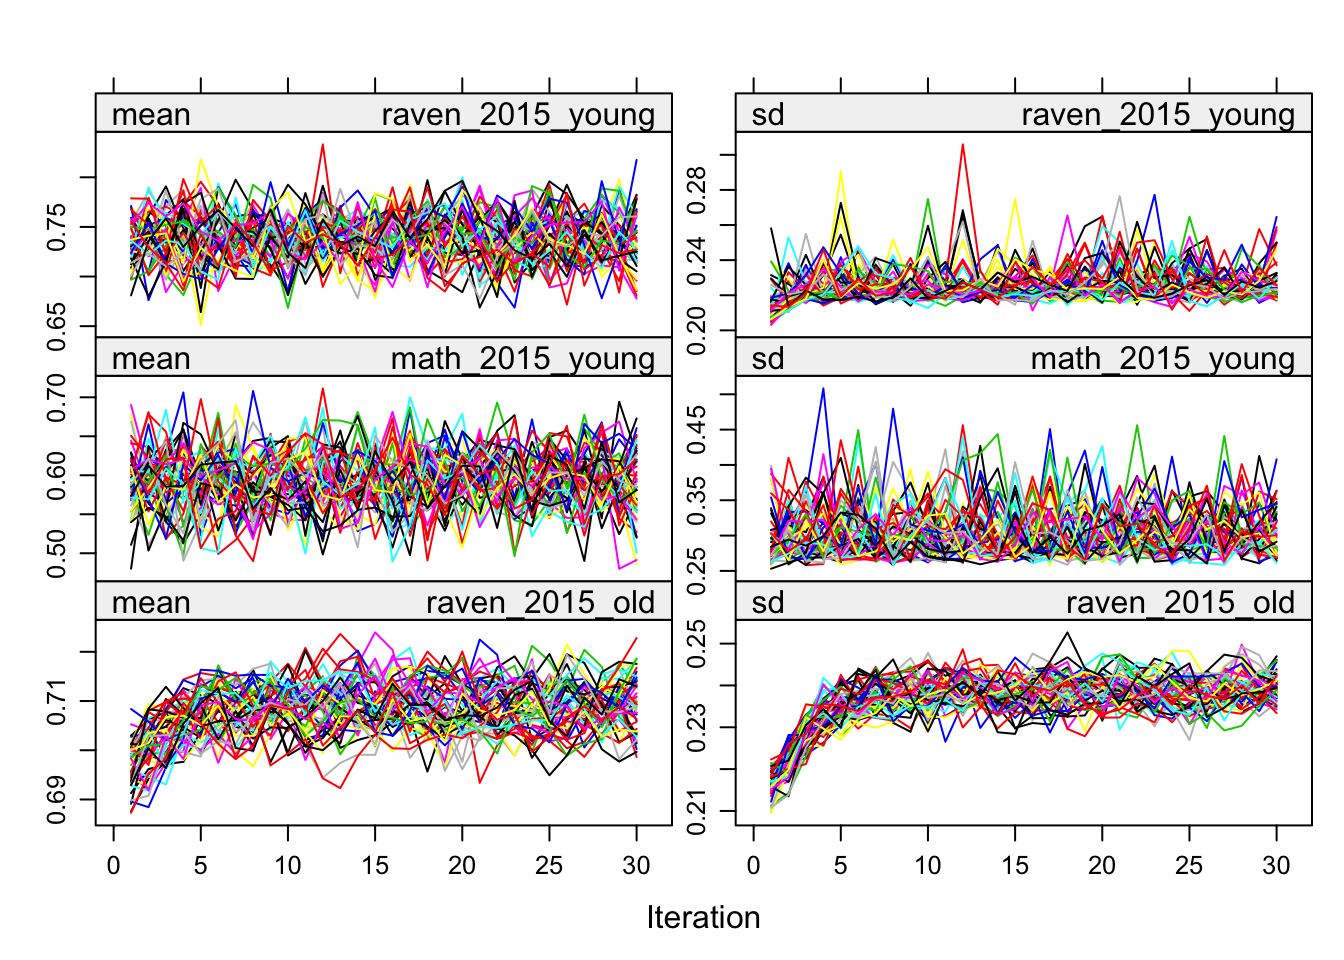 mean raven_2015_young
sd raven_2015_young
0.75
0.65
0.28
0.24
0.20
mean math_2015_young
sd math_2015_young
0.70
0.60
0.50
0.45
0.35
0.25
mean raven_2015_old
sd raven_2015_old
0.71
0.69
0.25
0.23
0.21
0 5 10 15 20 25 30
0 5 10 15 20 25 30
Iteration